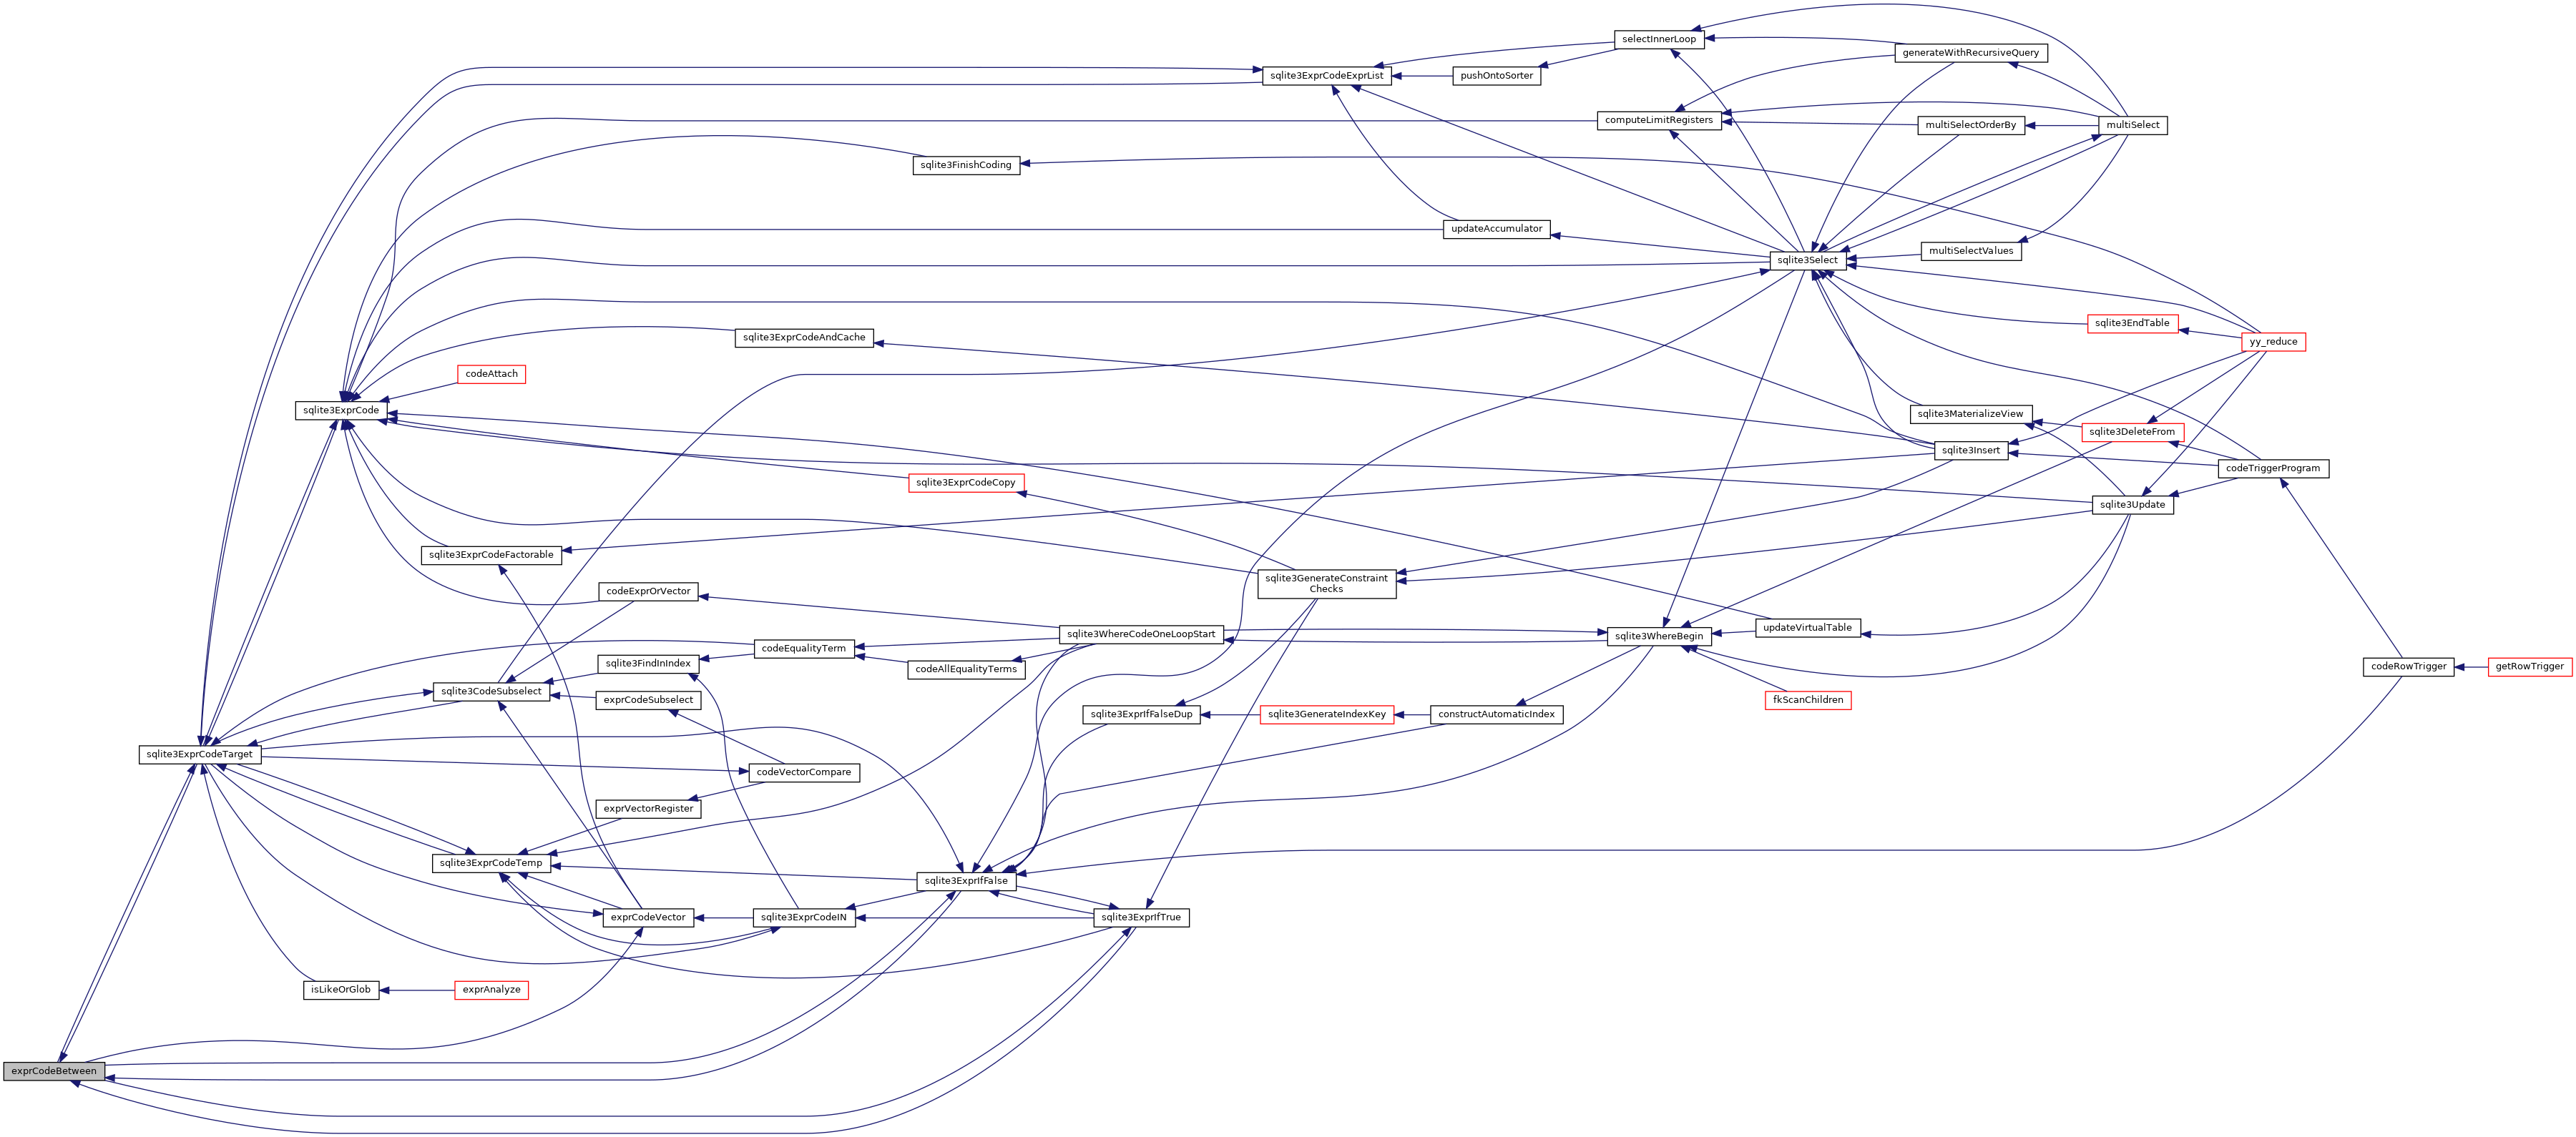 selectInnerLoop
generateWithRecursiveQuery
sqlite3ExprCodeExprList
pushOntoSorter
computeLimitRegisters
multiSelectOrderBy
multiSelect
sqlite3FinishCoding
updateAccumulator
multiSelectValues
sqlite3Select
sqlite3EndTable
sqlite3ExprCodeAndCache
yy_reduce
codeAttach
sqlite3ExprCode
sqlite3MaterializeView
sqlite3DeleteFrom
sqlite3Insert
codeTriggerProgram
sqlite3ExprCodeCopy
sqlite3Update
sqlite3ExprCodeFactorable
sqlite3GenerateConstraint
Checks
codeExprOrVector
updateVirtualTable
sqlite3WhereCodeOneLoopStart
sqlite3WhereBegin
codeEqualityTerm
sqlite3FindInIndex
codeAllEqualityTerms
codeRowTrigger
getRowTrigger
sqlite3CodeSubselect
exprCodeSubselect
fkScanChildren
sqlite3ExprIfFalseDup
sqlite3GenerateIndexKey
constructAutomaticIndex
sqlite3ExprCodeTarget
codeVectorCompare
exprVectorRegister
sqlite3ExprCodeTemp
sqlite3ExprIfFalse
exprCodeVector
sqlite3ExprCodeIN
sqlite3ExprIfTrue
isLikeOrGlob
exprAnalyze
exprCodeBetween